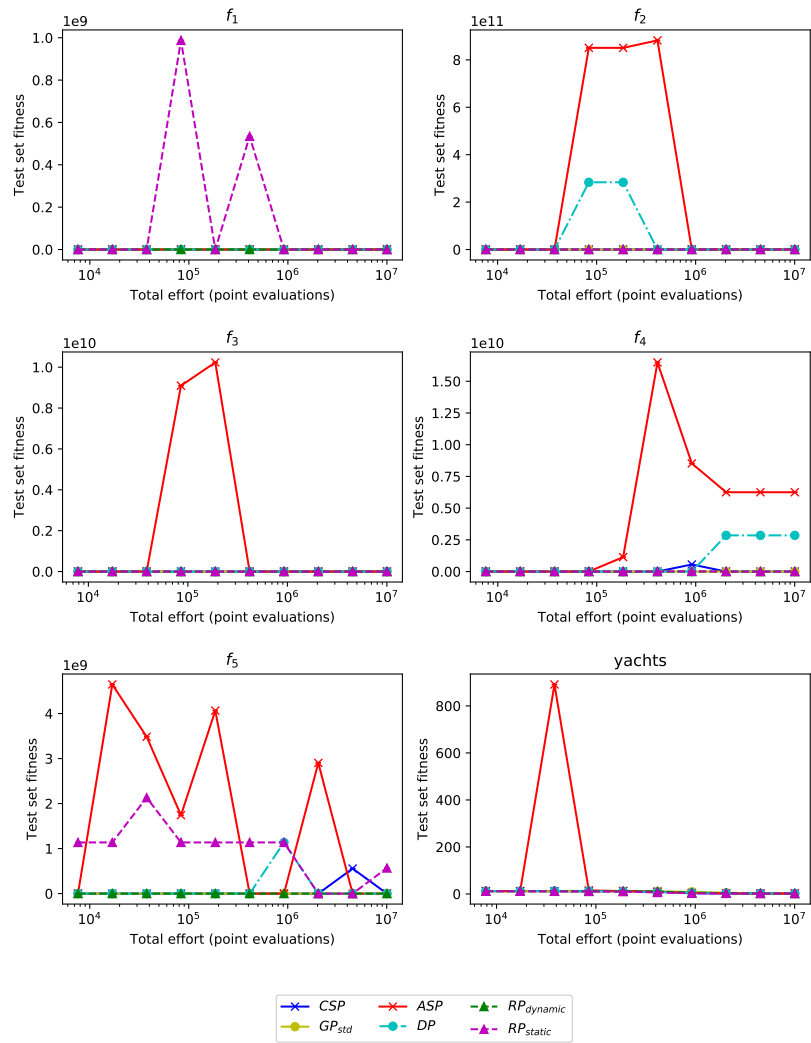 f1
1e9
1.0
0.8
0.6
0.4
0.2
0.0
Test set fitness
10^4 10^5 10^6 10^7
Total effort (point evaluations)
f2
1e11
8
6
4
2
0
Test set fitness
10^4 10^5 10^6 10^7
Total effort (point evaluations)
f3
1e10
1.0
0.8
0.6
0.4
0.2
0.0
Test set fitness
10^4 10^5 10^6 10^7
Total effort (point evaluations)
f4
1e10
1.50
1.25
1.00
0.75
0.50
0.25
0.00
Test set fitness
10^4 10^5 10^6 10^7
Total effort (point evaluations)
f5
1e9
4
3
2
1
0
Test set fitness
10^4 10^5 10^6 10^7
Total effort (point evaluations)
yachts
800
600
400
200
0
Test set fitness
10^4 10^5 10^6 10^7
Total effort (point evaluations)
CSP ASP RPdynamic
GPstd DP RPstatic